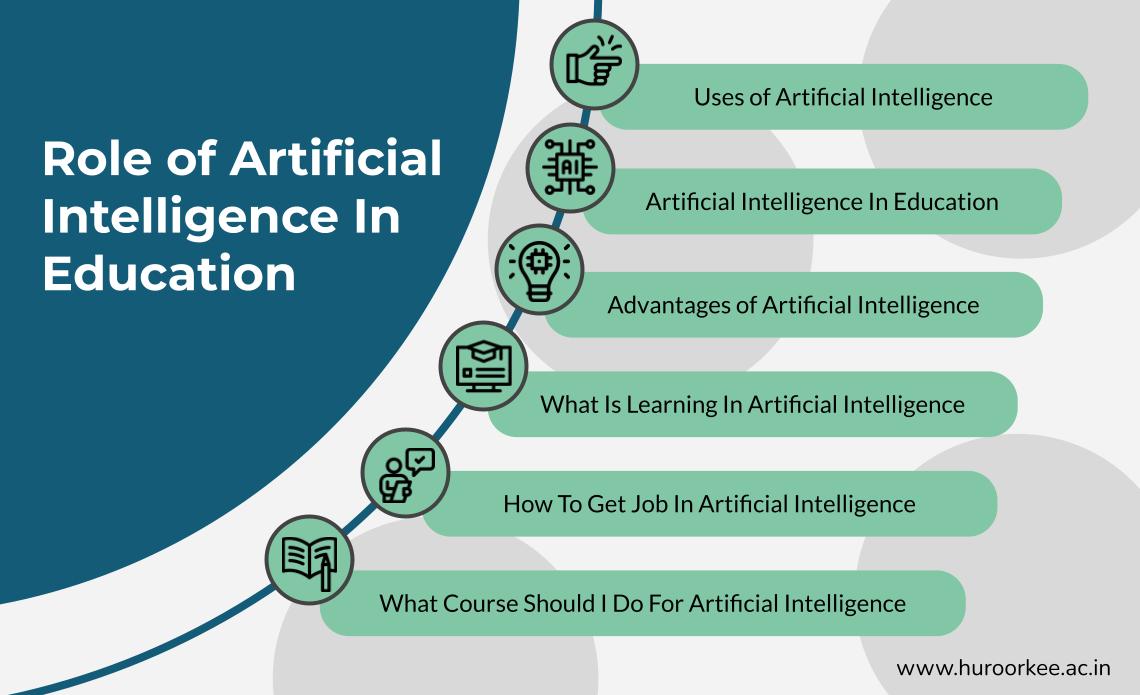 Role of Artificial
Intelligence In
Education
Uses of Artificial Intelligence
AI
Artificial Intelligence In Education
Advantages of Artificial Intelligence
What Is Learning In Artificial Intelligence
How To Get Job In Artificial Intelligence
What Course Should I Do For Artificial Intelligence
www.huroorkee.ac.in